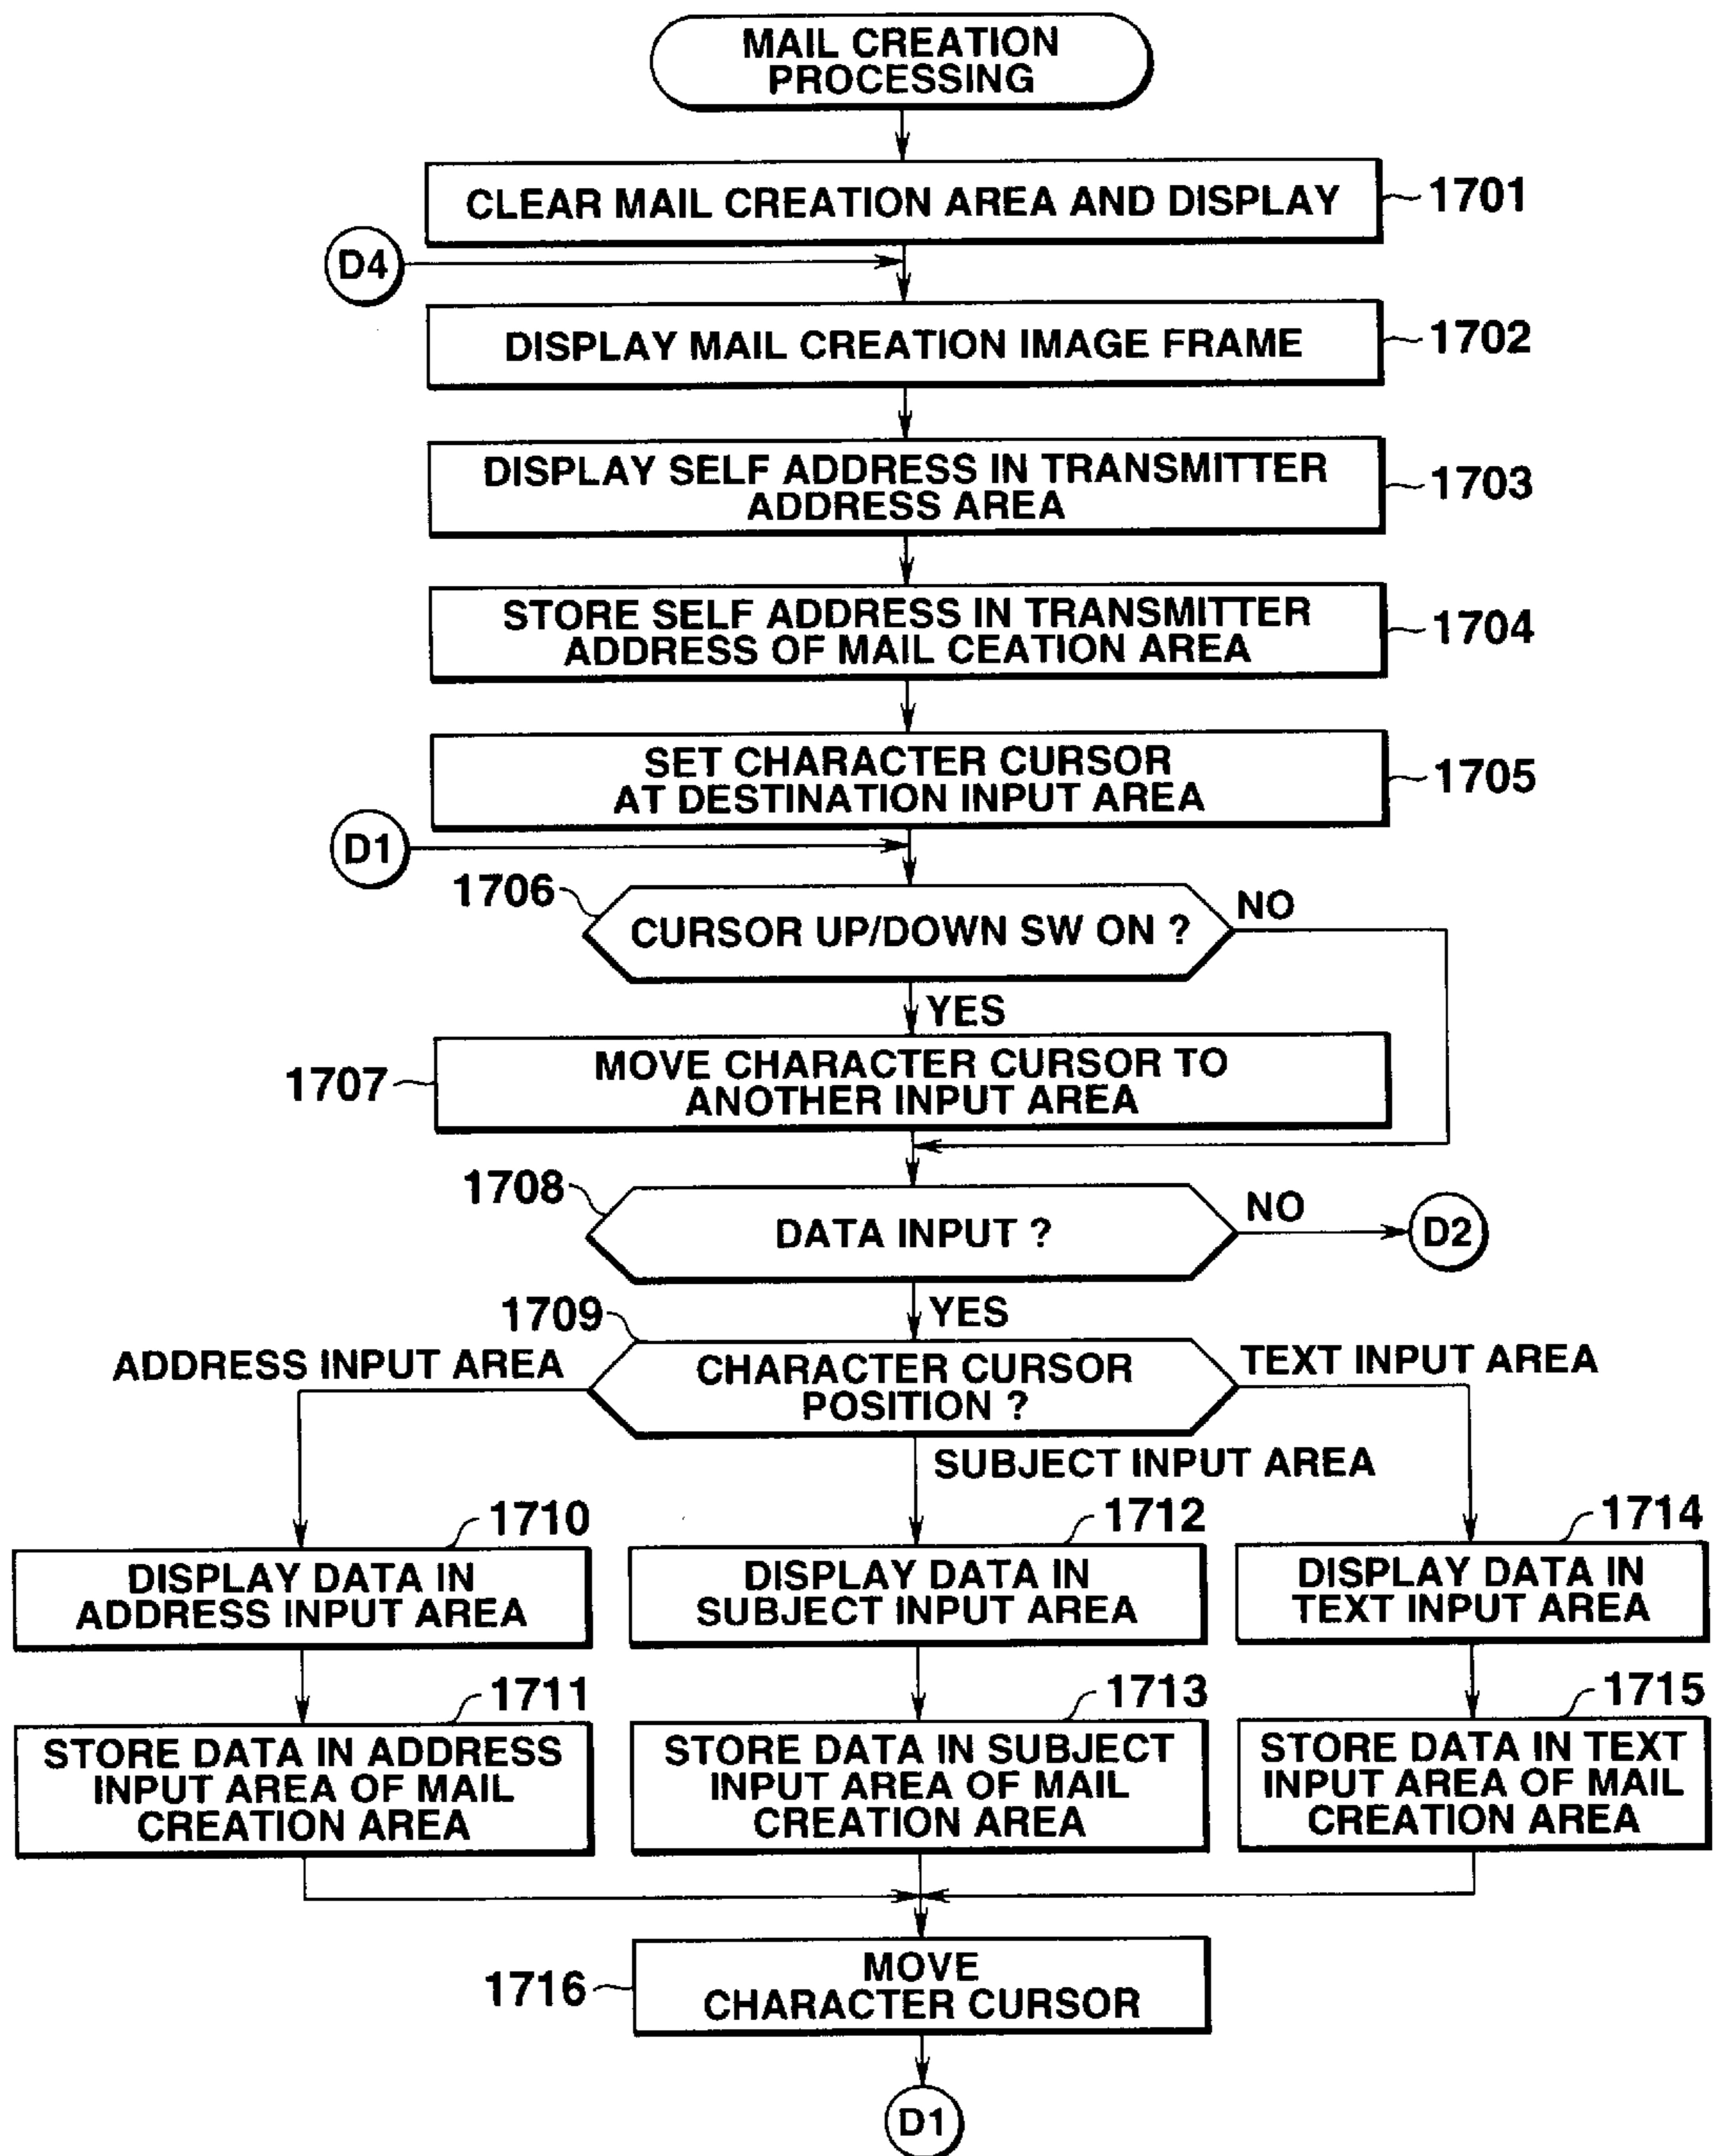 MAIL CREATION
PROCESSING
CLEAR MAIL CREATION AREA AND DISPLAY
1701
D4
DISPLAY MAIL CREATION IMAGE FRAME
1702
DISPLAY SELF ADDRESS IN TRANSMITTER
ADDRESS AREA
1703
STORE SELF ADDRESS IN TRANSMITTER
ADDRESS OF MAIL CEATION AREA
1704
SET CHARACTER CURSOR
AT DESTINATION INPUT AREA
1705
D1
1706
CURSOR UP/DOWN SW ON ?
NO
YES
1707
MOVE CHARACTER CURSOR TO
ANOTHER INPUT AREA
1708
DATA INPUT ?
NO
D2
YES
1709
CHARACTER CURSOR
POSITION ?
ADDRESS INPUT AREA
TEXT INPUT AREA
SUBJECT INPUT AREA
1710
DISPLAY DATA IN
ADDRESS INPUT AREA
1712
DISPLAY DATA IN
SUBJECT INPUT AREA
1714
DISPLAY DATA IN
TEXT INPUT AREA
1711
STORE DATA IN ADDRESS
INPUT AREA OF MAIL
CREATION AREA
1713
STORE DATA IN SUBJECT
INPUT AREA OF MAIL
CREATION AREA
1715
STORE DATA IN TEXT
INPUT AREA OF MAIL
CREATION AREA
1716
MOVE
CHARACTER CURSOR
D1